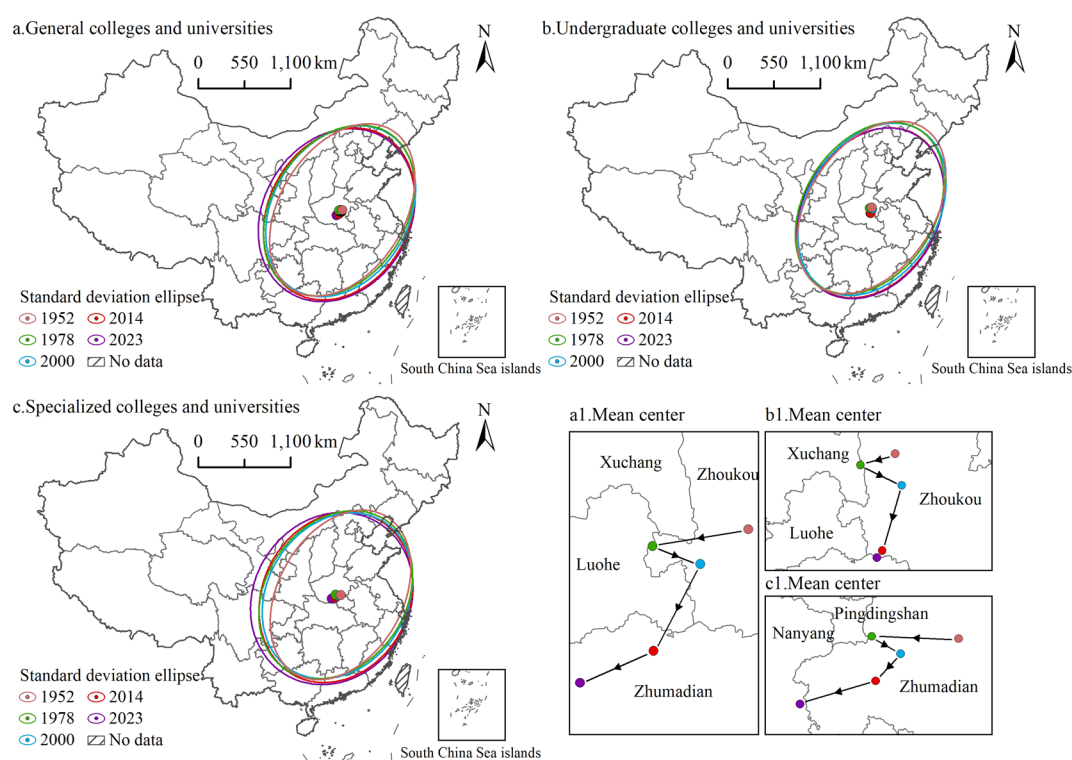 a.General colleges and universities
N
0 550 1,100 km
Standard deviation ellipse
1952 2014
1978 2023
2000 No data
South China Sea islands
b.Undergraduate colleges and universities
N
0 550 1,100 km
Standard deviation ellipse
1952 2014
1978 2023
2000 No data
South China Sea islands
c.Specialized colleges and universities
N
0 550 1,100 km
Standard deviation ellipse
1952 2014
1978 2023
2000 No data
South China Sea islands
a1.Mean center
Xuchang
Zhoukou
Luohe
Zhumadian
b1.Mean center
Xuchang
Zhoukou
Luohe
c1.Mean center
Pingdingshan
Nanyang
Zhumadian